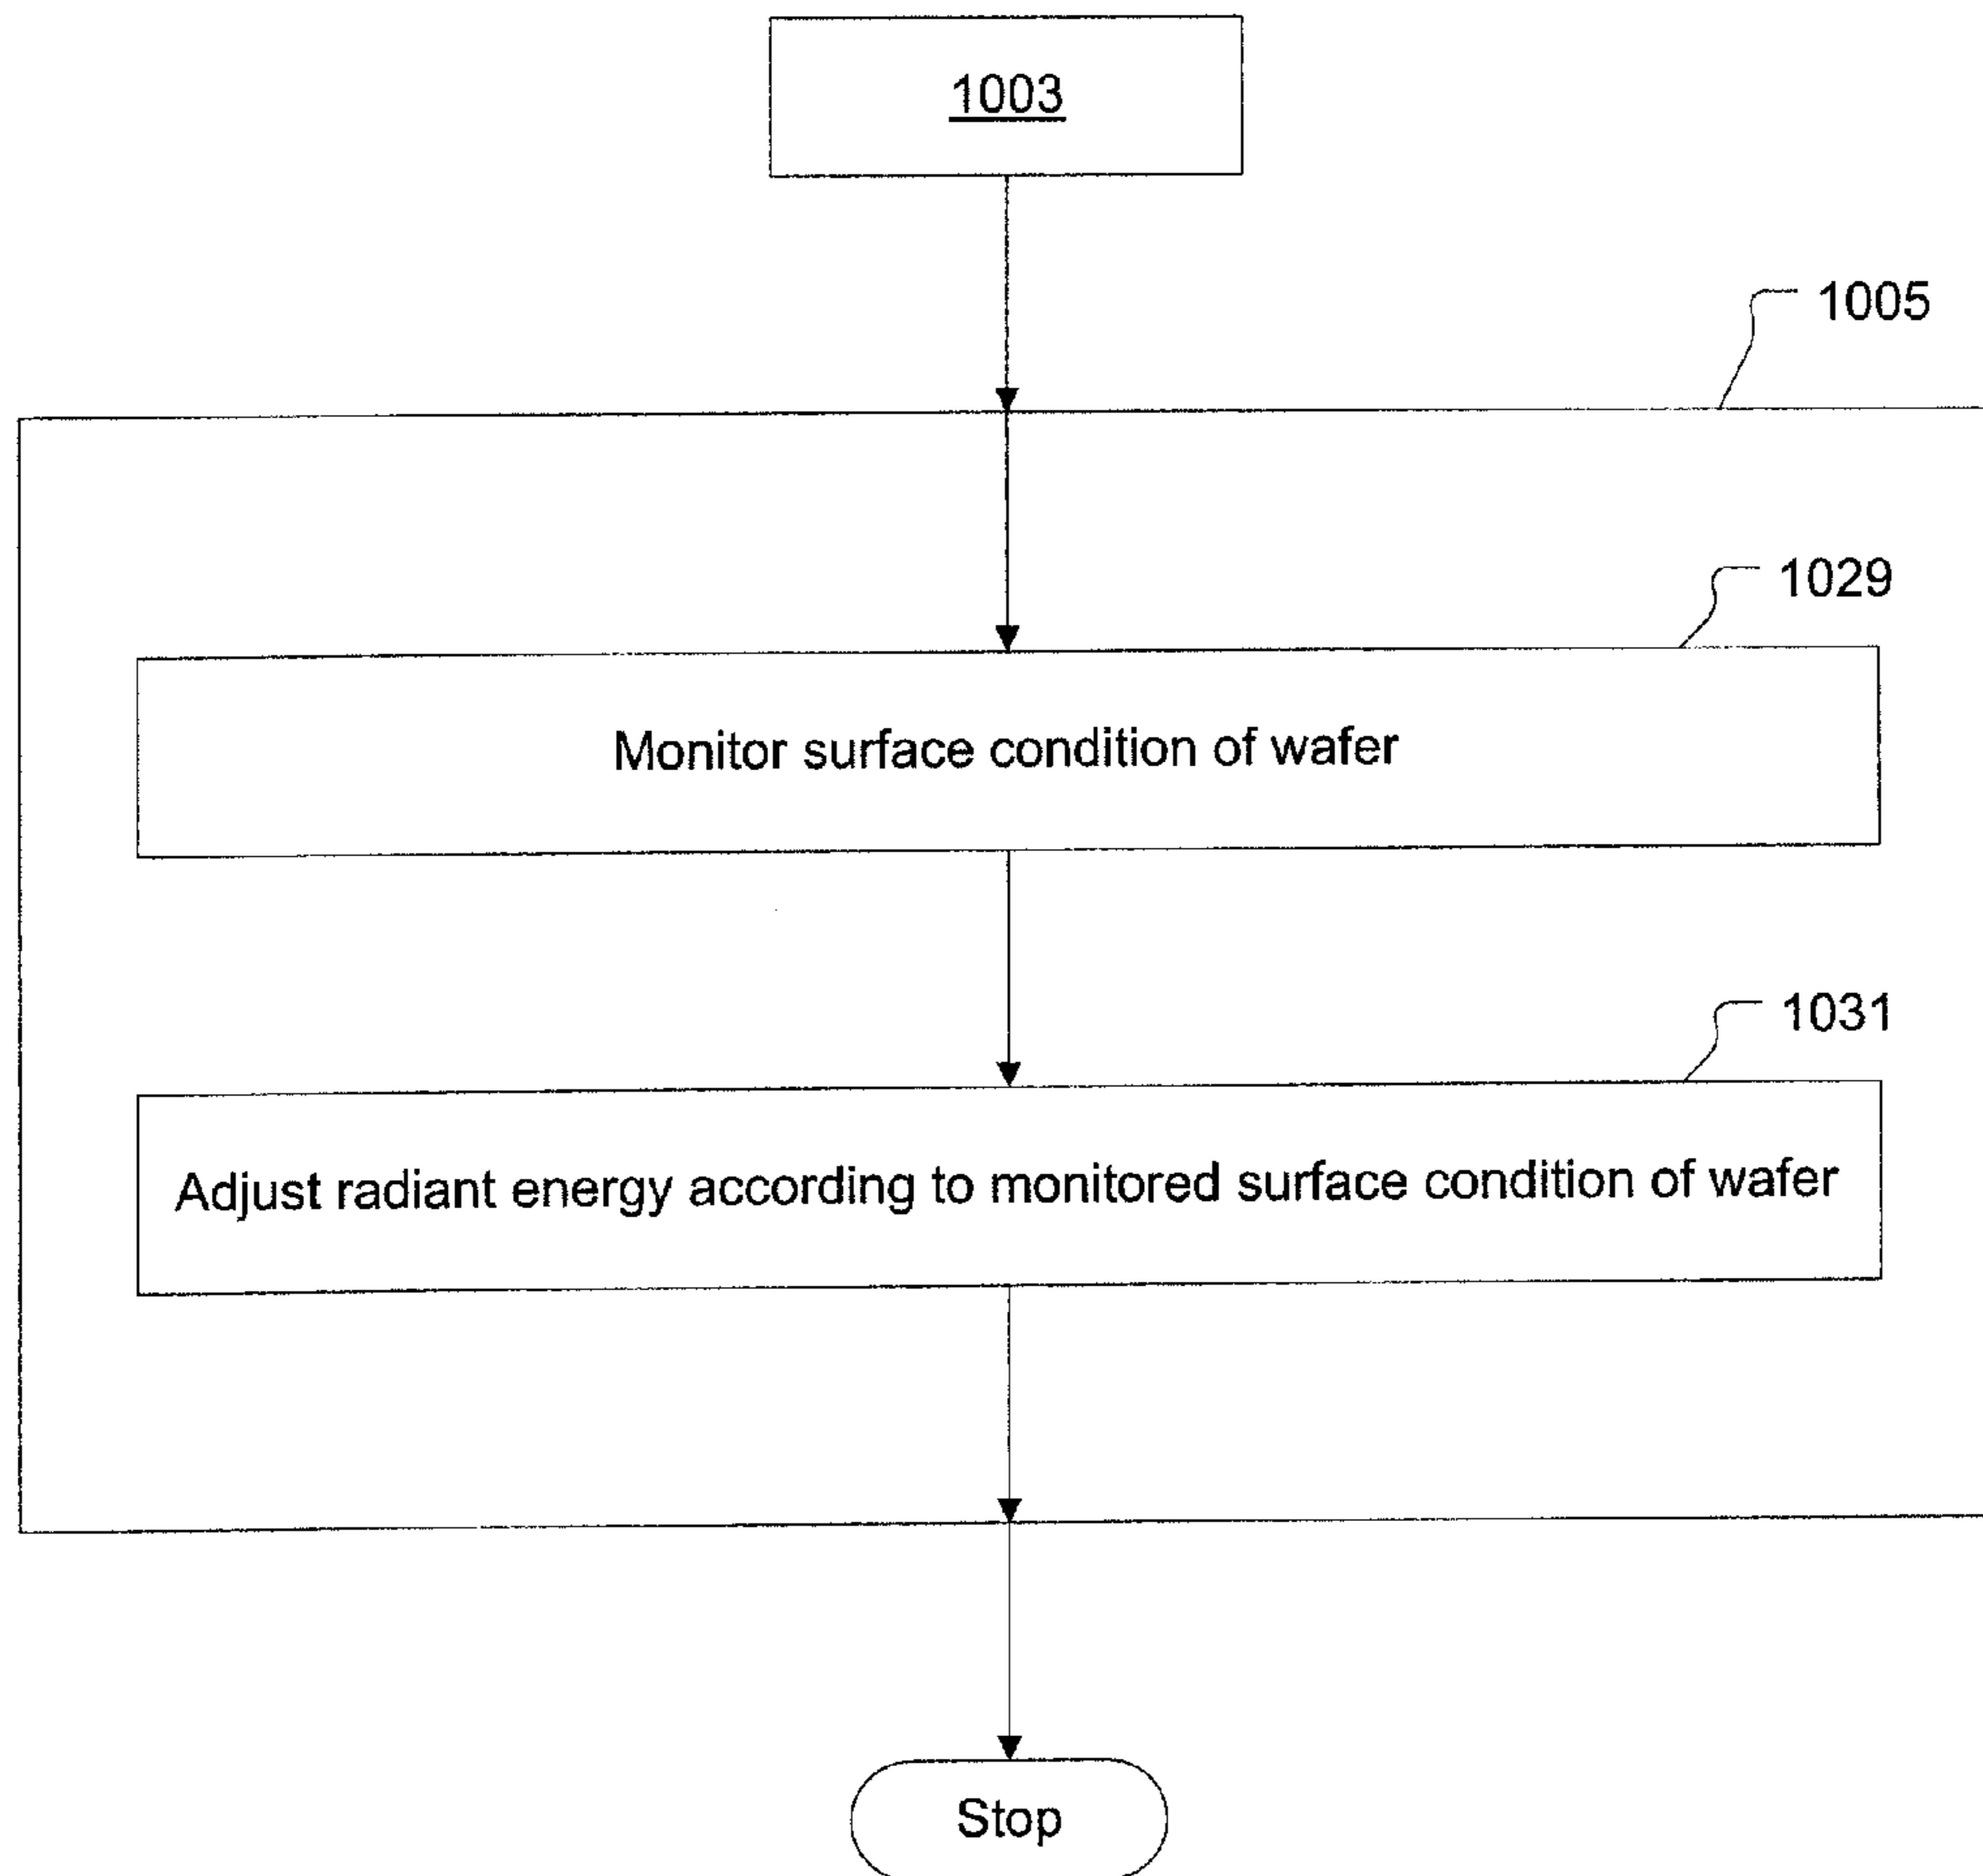 1003
1005
1029
Monitor surface condition of wafer
1031
Adjust radiant energy according to monitored surface condition of wafer
Stop